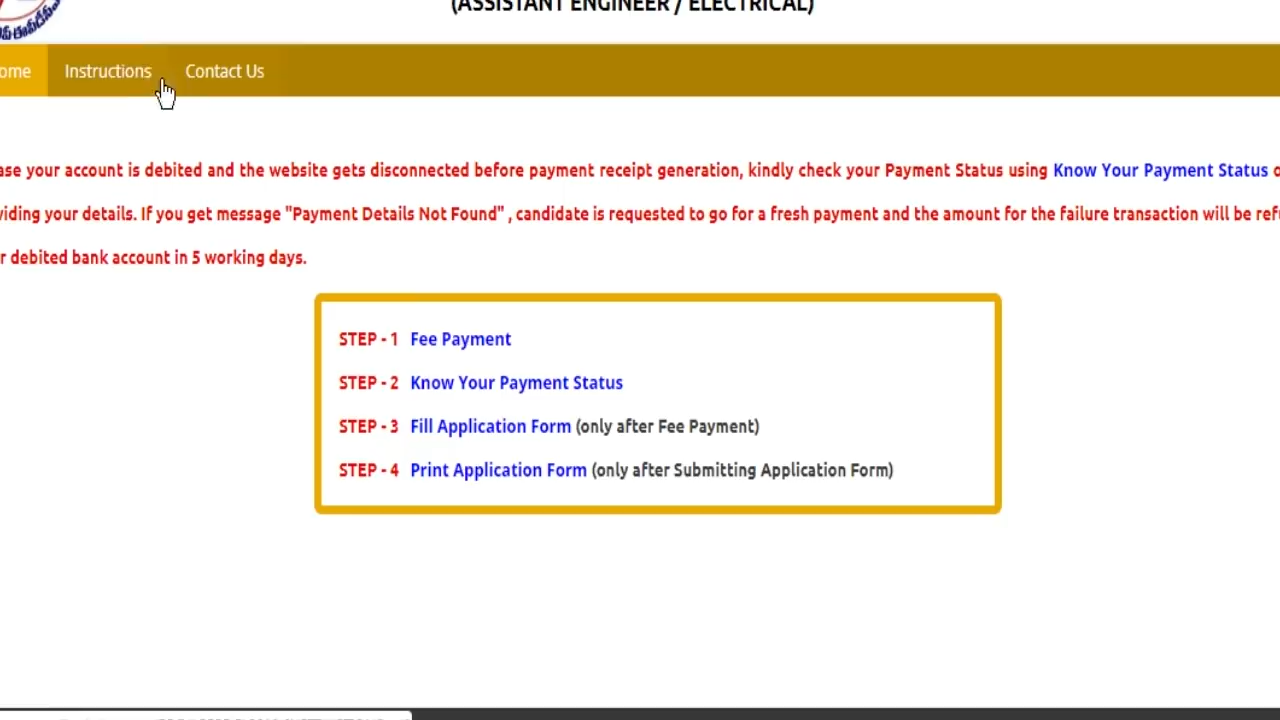 (ASSISTANT ENGINEER / ELECTRICAL)
ome Instructions Contact Us
ase your account is debited and the website gets disconnected before payment receipt generation, kindly check your Payment Status using Know Your Payment Status o
viding your details. If you get message "Payment Details Not Found" , candidate is requested to go for a fresh payment and the amount for the failure transaction will be refu
r debited bank account in 5 working days.
STEP - 1 Fee Payment
STEP - 2 Know Your Payment Status
STEP - 3 Fill Application Form (only after Fee Payment)
STEP - 4 Print Application Form (only after Submitting Application Form)